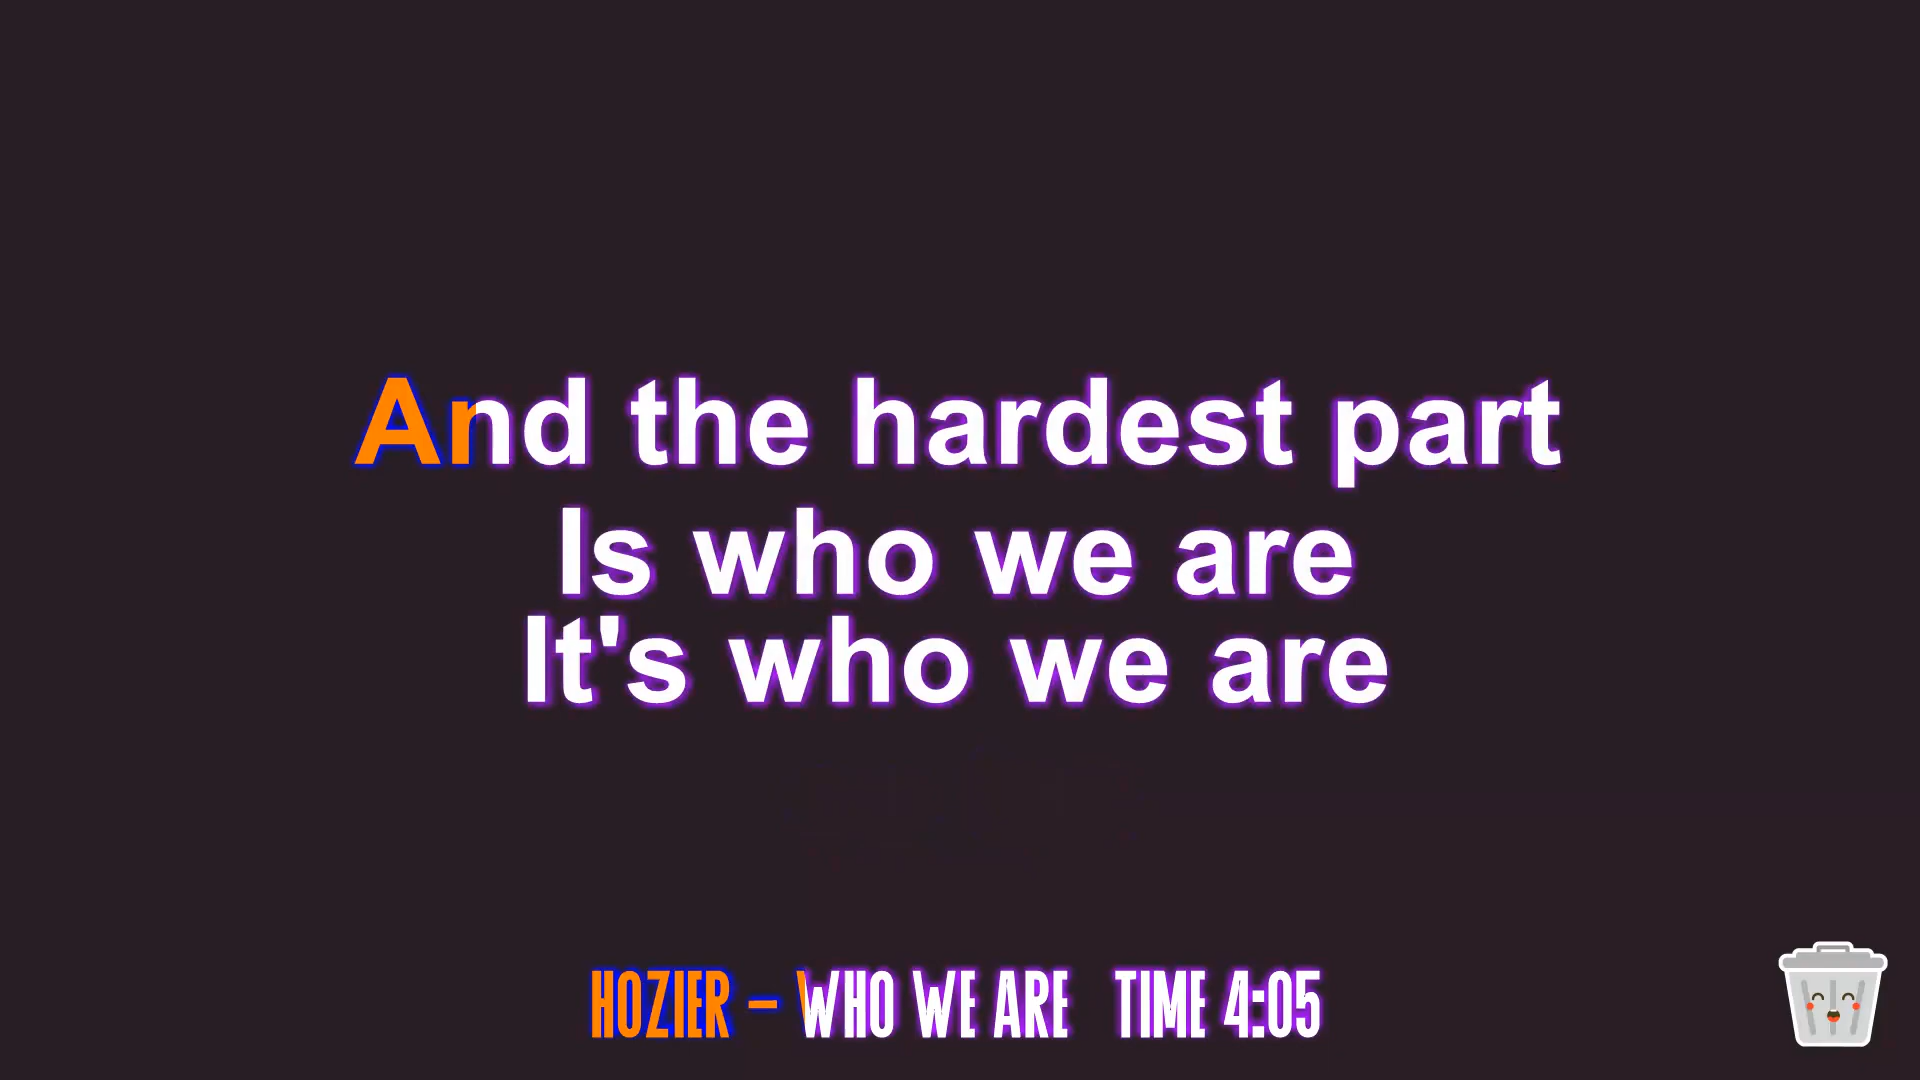 And the hardest part
Is who we are
It's who we are
HOZIER – WHO WE ARE TIME 4:05